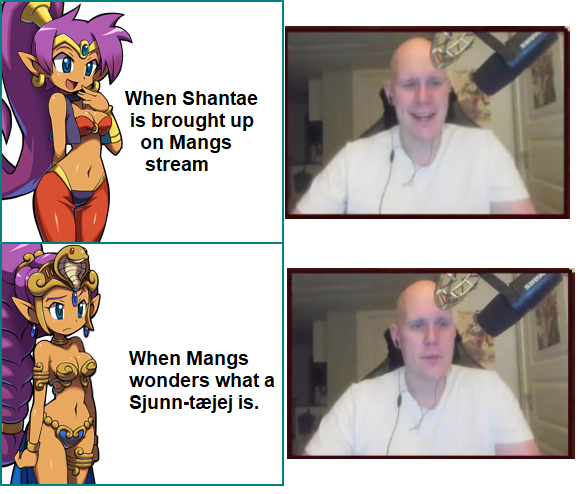 When Shantae
is brought up
on Mangs
stream
When Mangs
wonders what a
Sjunn-tæjej is.